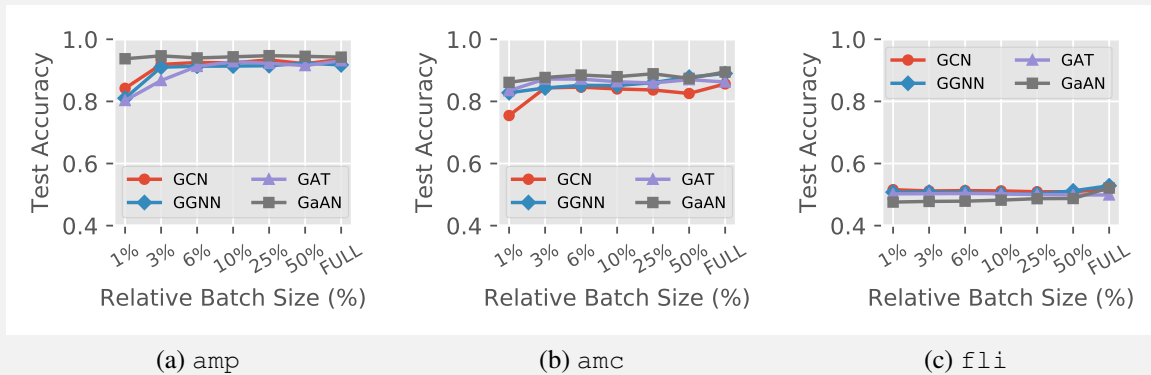 1.0
0.8
0.6
0.4
Test Accuracy
GCN
GGNN
GAT
GaAN
1% 3% 6% 10% 25% 50% FULL
Relative Batch Size (%)
(a) amp
1.0
0.8
0.6
0.4
Test Accuracy
GCN
GGNN
GAT
GaAN
1% 3% 6% 10% 25% 50% FULL
Relative Batch Size (%)
(b) amc
1.0
0.8
0.6
0.4
Test Accuracy
GCN
GGNN
GAT
GaAN
1% 3% 6% 10% 25% 50% FULL
Relative Batch Size (%)
(c) fli